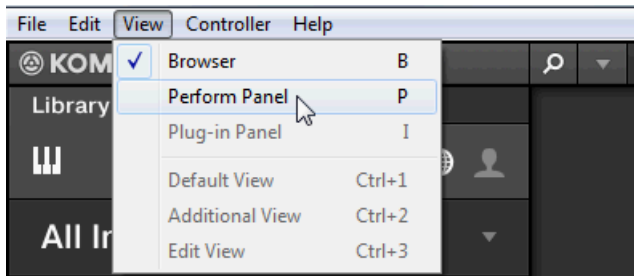 File Edit View Controller Help
KOM
Library
Browser B
Perform Panel P
Plug-in Panel I
Default View Ctrl+1
Additional View Ctrl+2
Edit View Ctrl+3
All In